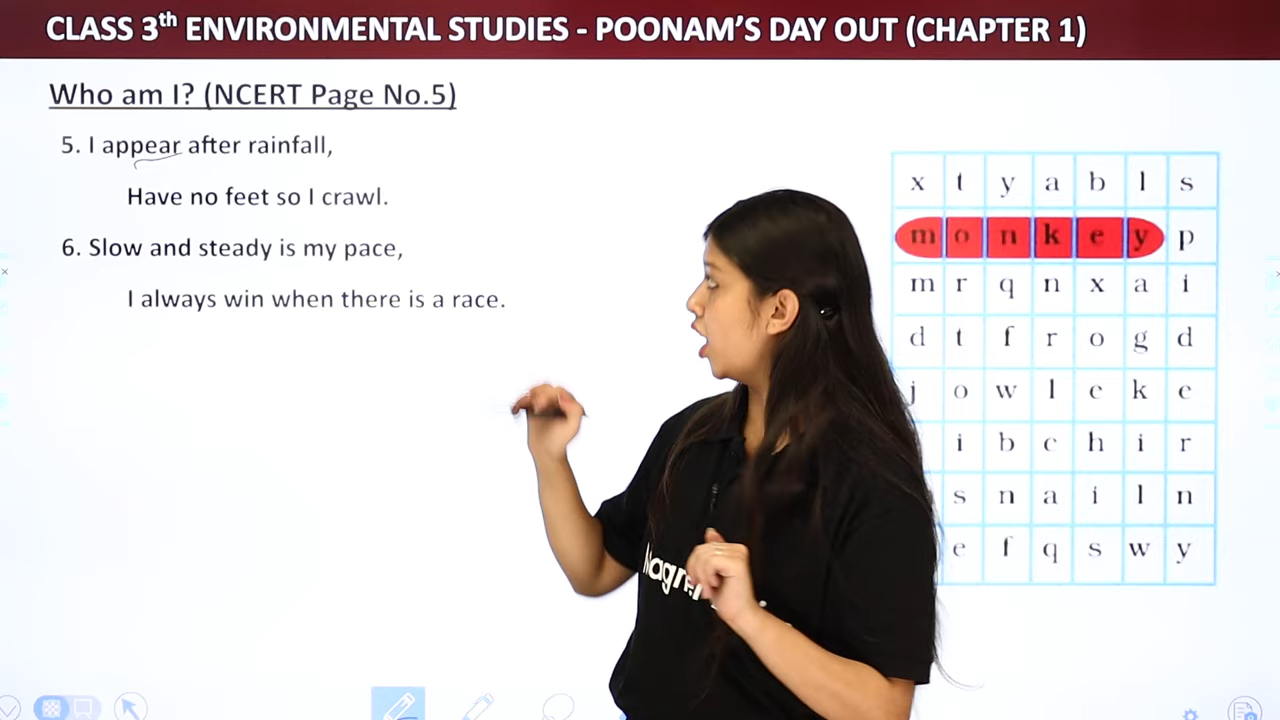 CLASS 3th ENVIRONMENTAL STUDIES - POONAM'S DAY OUT (CHAPTER 1)
Who am I? (NCERT Page No.5)
5. I appear after rainfall,
Have no feet so I crawl.
6. Slow and steady is my pace,
I always win when there is a race.
x t y a b l s
m o n k e y p
m r q n x a i
d t f r o g d
j o w l c k e
i b c h i r
s n a i l n
e f q s w y